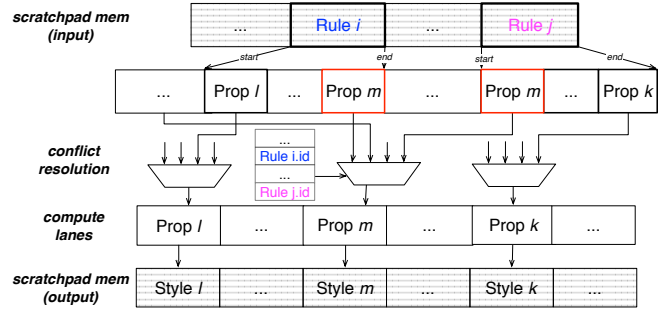 scratchpad mem
(input)
... Rule i ... Rule j
start end start end
... Prop l ... Prop m ... Prop m ... Prop k
conflict
resolution
...
Rule i.id
...
Rule j.id
compute
lanes
Prop l ... Prop m ... Prop k ...
scratchpad mem
(output)
Style l ... Style m ... Style k ...